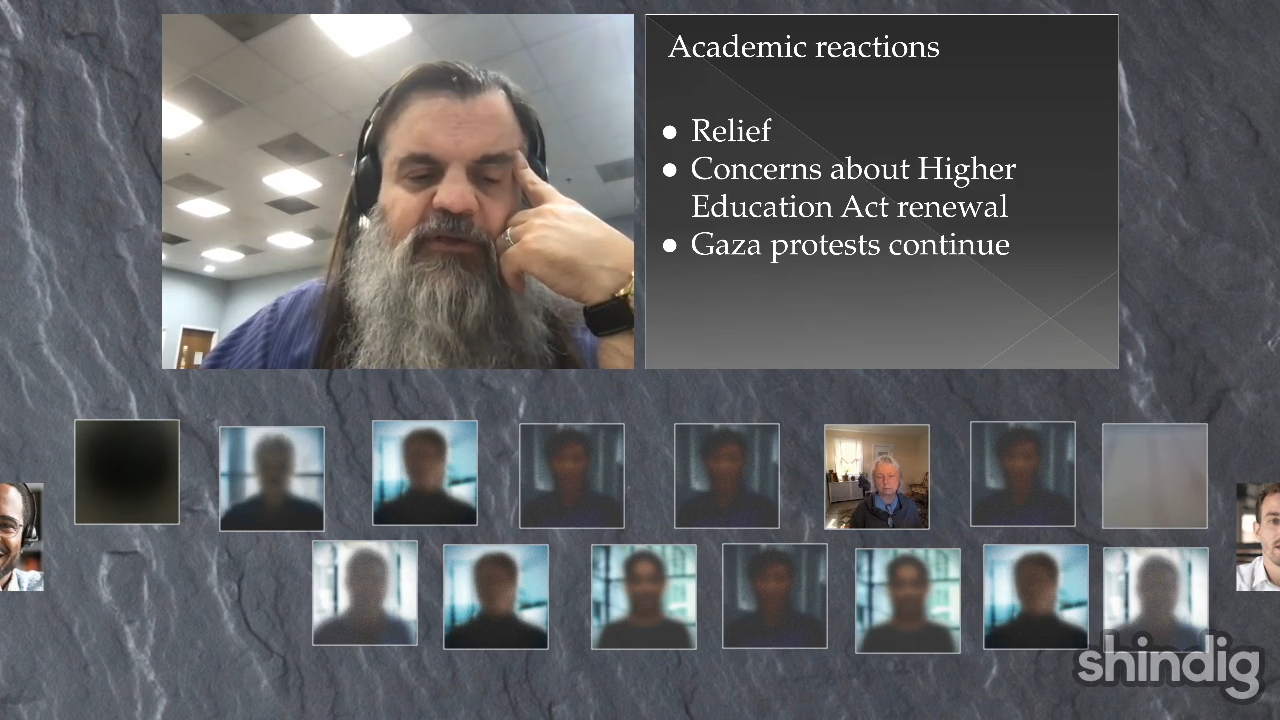 Academic reactions
● Relief
● Concerns about Higher
Education Act renewal
● Gaza protests continue
shindig